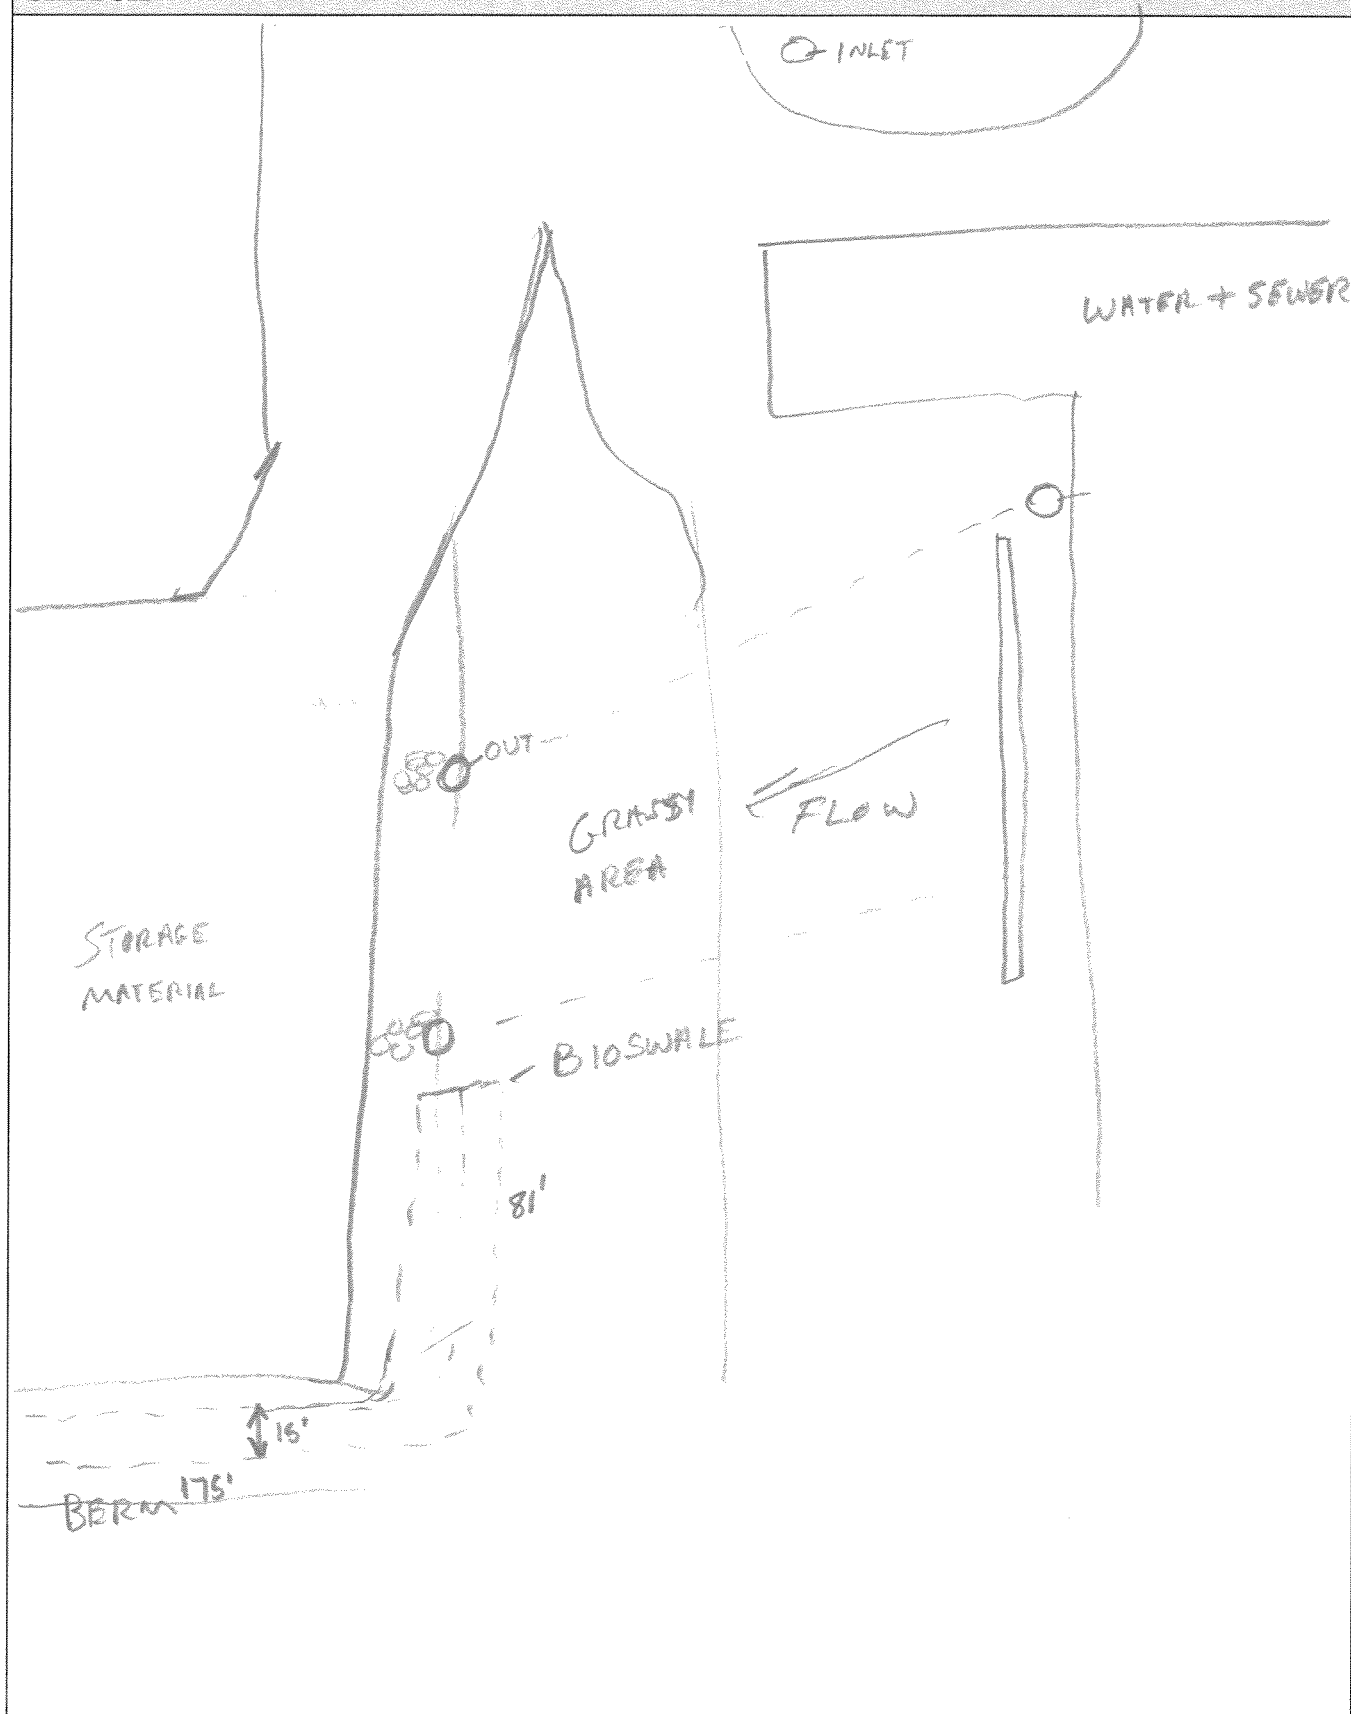 INLET
WATER + SEWER
OUT
GRASSY
AREA
FLOW
STORAGE
MATERIAL
BIOSWALE
81'
15'
175'
BERM